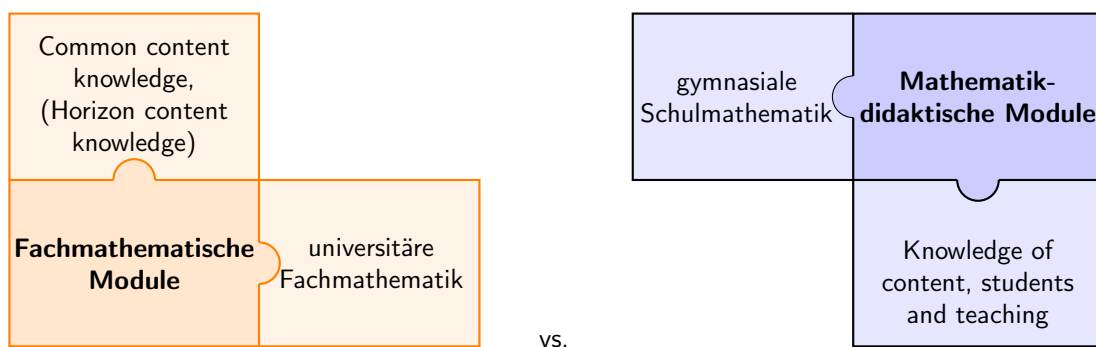 Common content
knowledge,
(Horizon content
knowledge)
Fachmathematische
Module
universitäre
Fachmathematik
vs.
gymnasiale
Schulmathematik
Mathematik-
didaktische Module
Knowledge of
content, students
and teaching